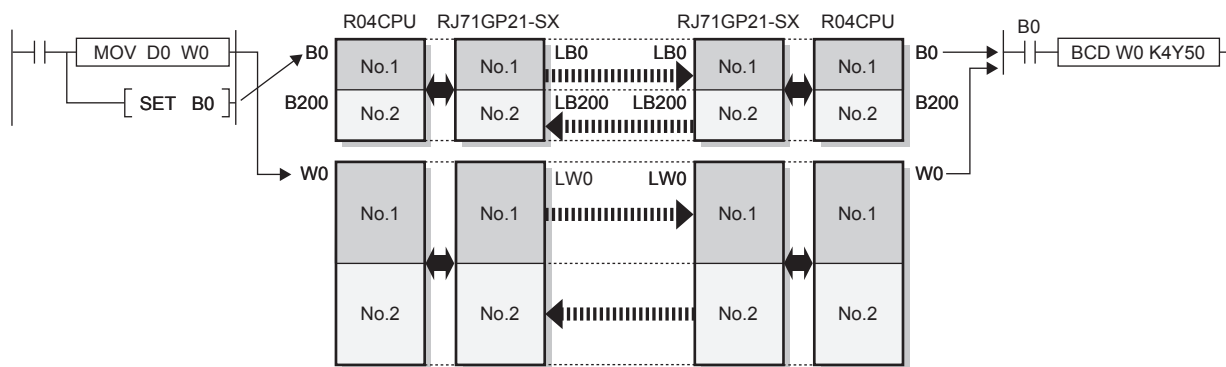 R04CPU RJ71GP21-SX RJ71GP21-SX R04CPU
MOV D0 W0
SET B0
B0 No.1 No.1 LB0 LB0 No.1 No.1 B0
B200 No.2 No.2 LB200 LB200 No.2 No.2 B200
B0
BCD W0 K4Y50
W0 LW0 LW0 W0
No.1 No.1 No.1 No.1
No.2 No.2 No.2 No.2